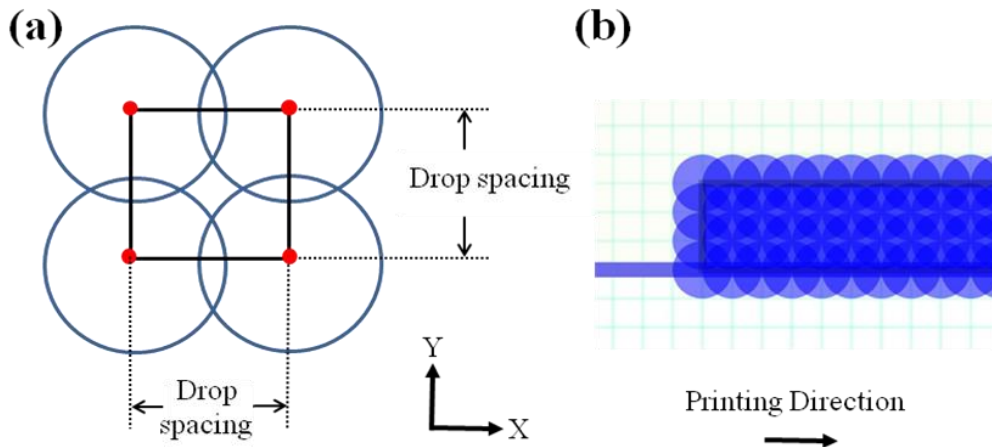 (a)
(b)
Drop spacing
Drop
spacing
Y
X
Printing Direction